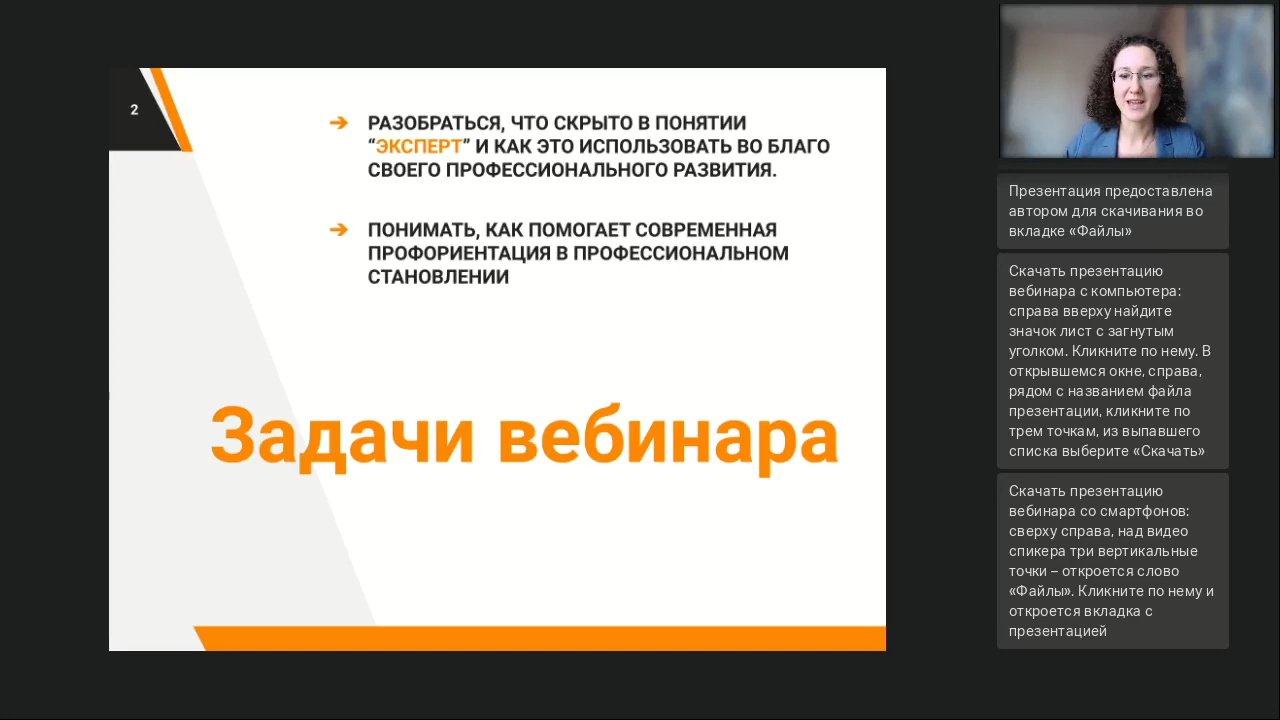 2
➔ РАЗОБРАТЬСЯ, ЧТО СКРЫТО В ПОНЯТИИ
“ЭКСПЕРТ” И КАК ЭТО ИСПОЛЬЗОВАТЬ ВО БЛАГО
СВОЕГО ПРОФЕССИОНАЛЬНОГО РАЗВИТИЯ.
➔ ПОНИМАТЬ, КАК ПОМОГАЕТ СОВРЕМЕННАЯ
ПРОФОРИЕНТАЦИЯ В ПРОФЕССИОНАЛЬНОМ
СТАНОВЛЕНИИ
Задачи вебинара
Презентация предоставлена
автором для скачивания во
вкладке «Файлы»
Скачать презентацию
вебинара с компьютера:
справа вверху найдите
значок лист с загнутым
уголком. Кликните по нему. В
открывшемся окне, справа,
рядом с названием файла
презентации, кликните по
трем точкам, из выпавшего
списка выберите «Скачать»
Скачать презентацию
вебинара со смартфонов:
сверху справа, над видео
спикера три вертикальные
точки – откроется слово
«Файлы». Кликните по нему и
откроется вкладка с
презентацией